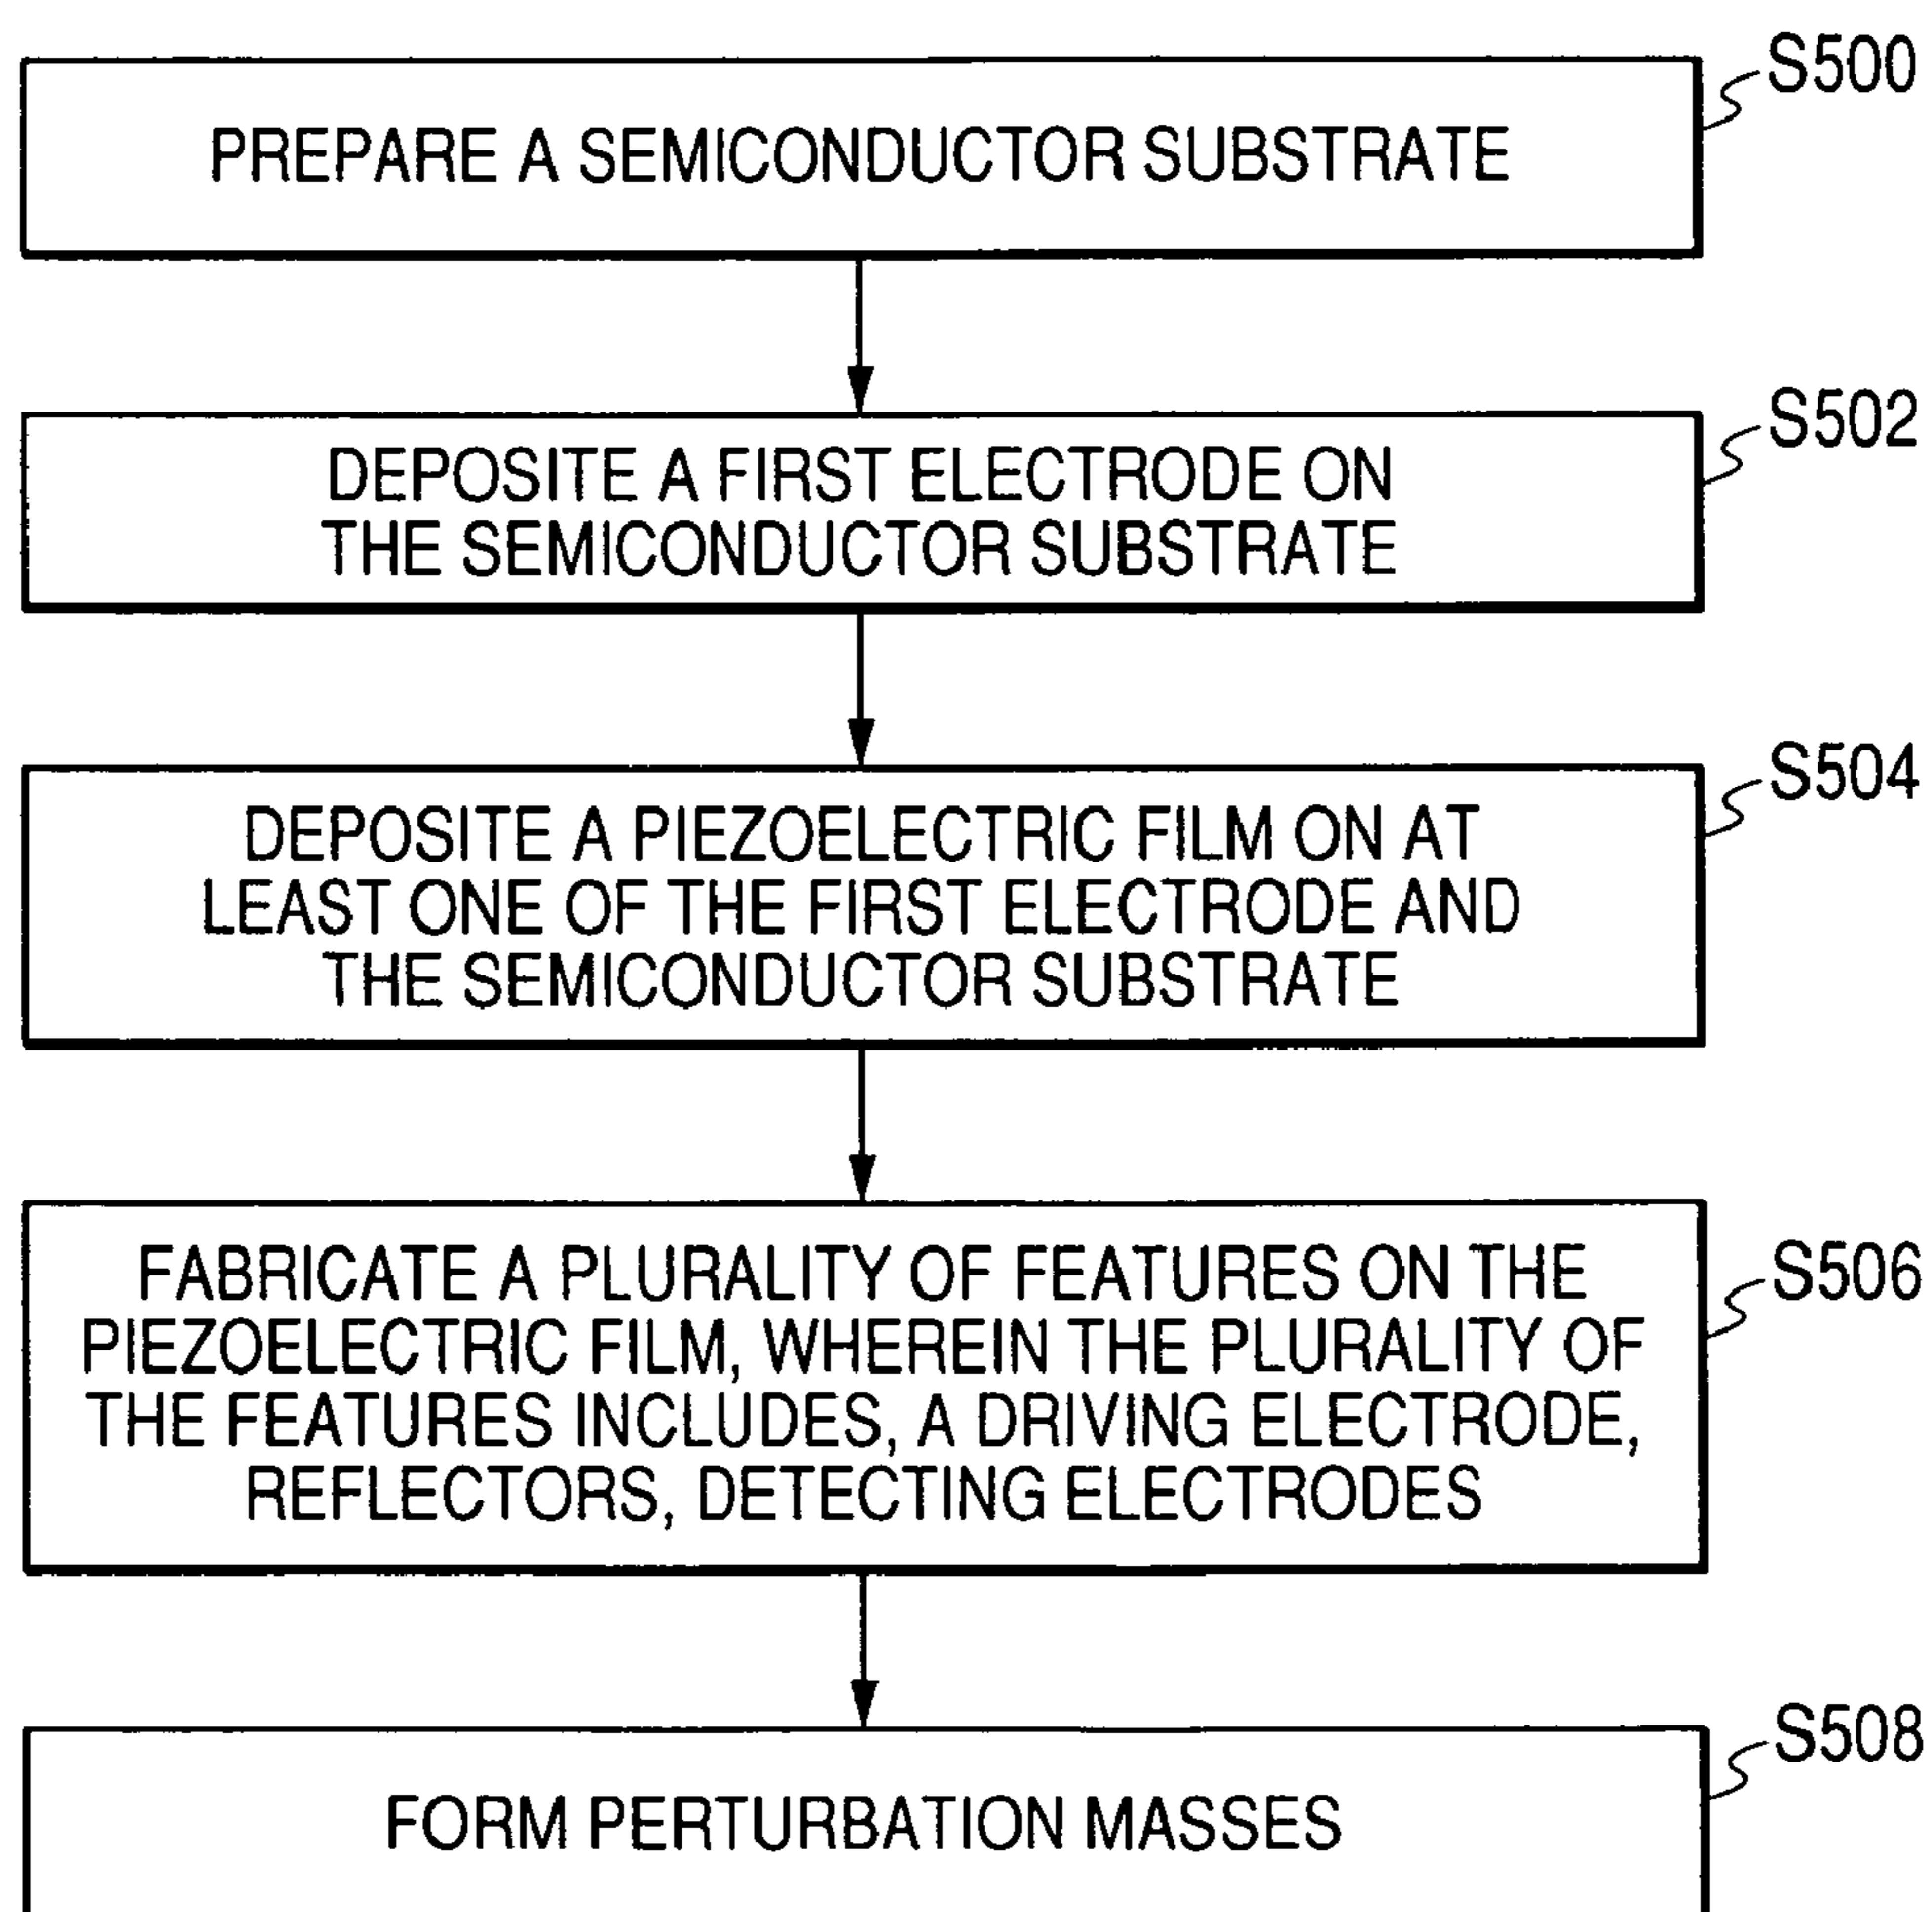 S500
PREPARE A SEMICONDUCTOR SUBSTRATE
S502
DEPOSITE A FIRST ELECTRODE ON
THE SEMICONDUCTOR SUBSTRATE
S504
DEPOSITE A PIEZOELECTRIC FILM ON AT
LEAST ONE OF THE FIRST ELECTRODE AND
THE SEMICONDUCTOR SUBSTRATE
S506
FABRICATE A PLURALITY OF FEATURES ON THE
PIEZOELECTRIC FILM, WHEREIN THE PLURALITY OF
THE FEATURES INCLUDES, A DRIVING ELECTRODE,
REFLECTORS, DETECTING ELECTRODES
S508
FORM PERTURBATION MASSES